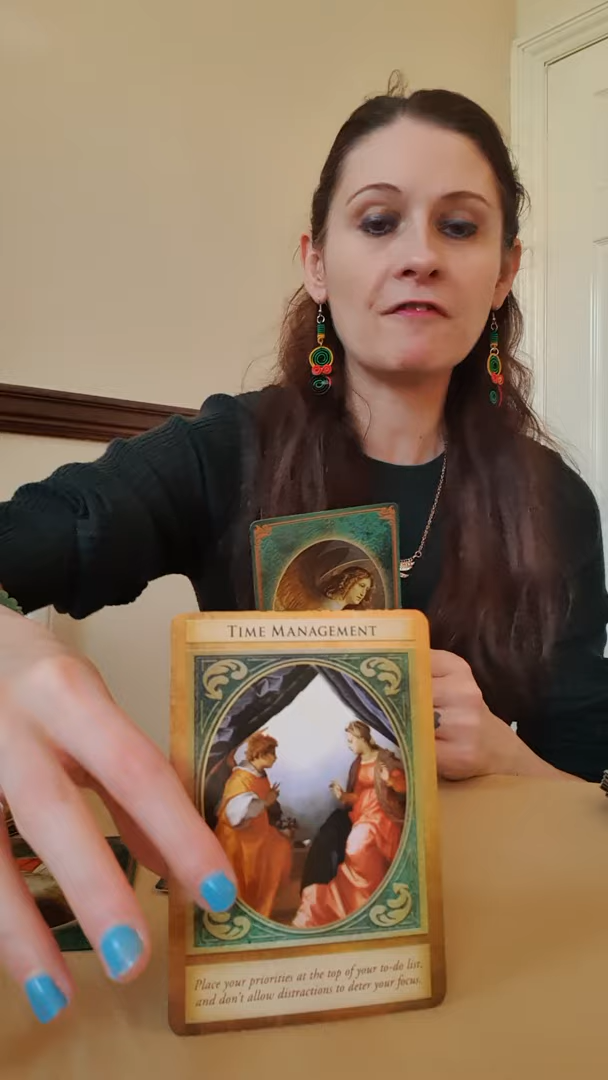 Time Management
Place your priorities at the top of your to-do list,
and don't allow distractions to deter your focus.